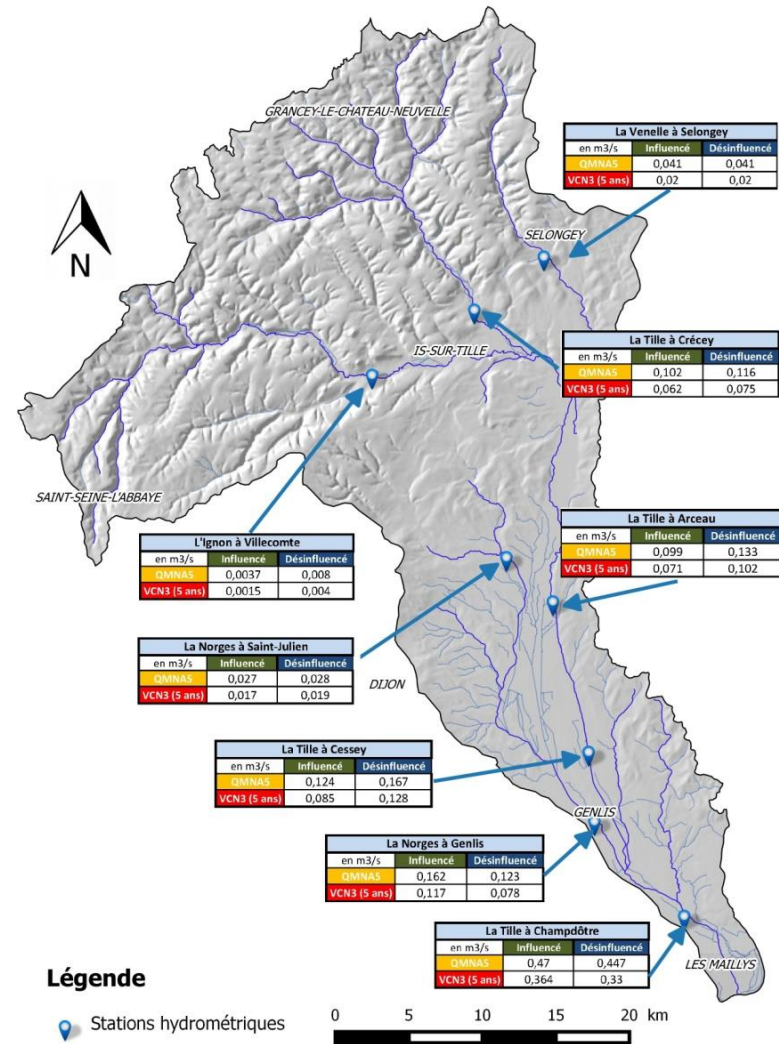 GRANCEY-LE-CHATEAU-NEUVELLE
La Venelle à Selongey
en m3/s Influencé Désinfluencé
QMNA5 0,041 0,041
VCN3 (5 ans) 0,02 0,02
N
SELONGEY
IS-SUR-TILLE
La Tille à Crécey
en m3/s Influencé Désinfluencé
QMNA5 0,102 0,116
VCN3 (5 ans) 0,062 0,075
SAINT-SEINE-L'ABBAYE
La Tille à Arceau
en m3/s Influencé Désinfluencé
QMNA5 0,099 0,133
VCN3 (5 ans) 0,071 0,102
L'Ignon à Villecomte
en m3/s Influencé Désinfluencé
QMNA5 0,0037 0,008
VCN3 (5 ans) 0,0015 0,004
La Norges à Saint-Julien
en m3/s Influencé Désinfluencé
QMNA5 0,027 0,028
VCN3 (5 ans) 0,017 0,019
DIJON
La Tille à Cessey
en m3/s Influencé Désinfluencé
QMNA5 0,124 0,167
VCN3 (5 ans) 0,085 0,128
GENLIS
La Norges à Genlis
en m3/s Influencé Désinfluencé
QMNA5 0,162 0,123
VCN3 (5 ans) 0,117 0,078
La Tille à Champdôtre
en m3/s Influencé Désinfluencé
QMNA5 0,47 0,447
VCN3 (5 ans) 0,364 0,33
LES MAILLYS
Légende
Stations hydrométriques
0 5 10 15 20 km